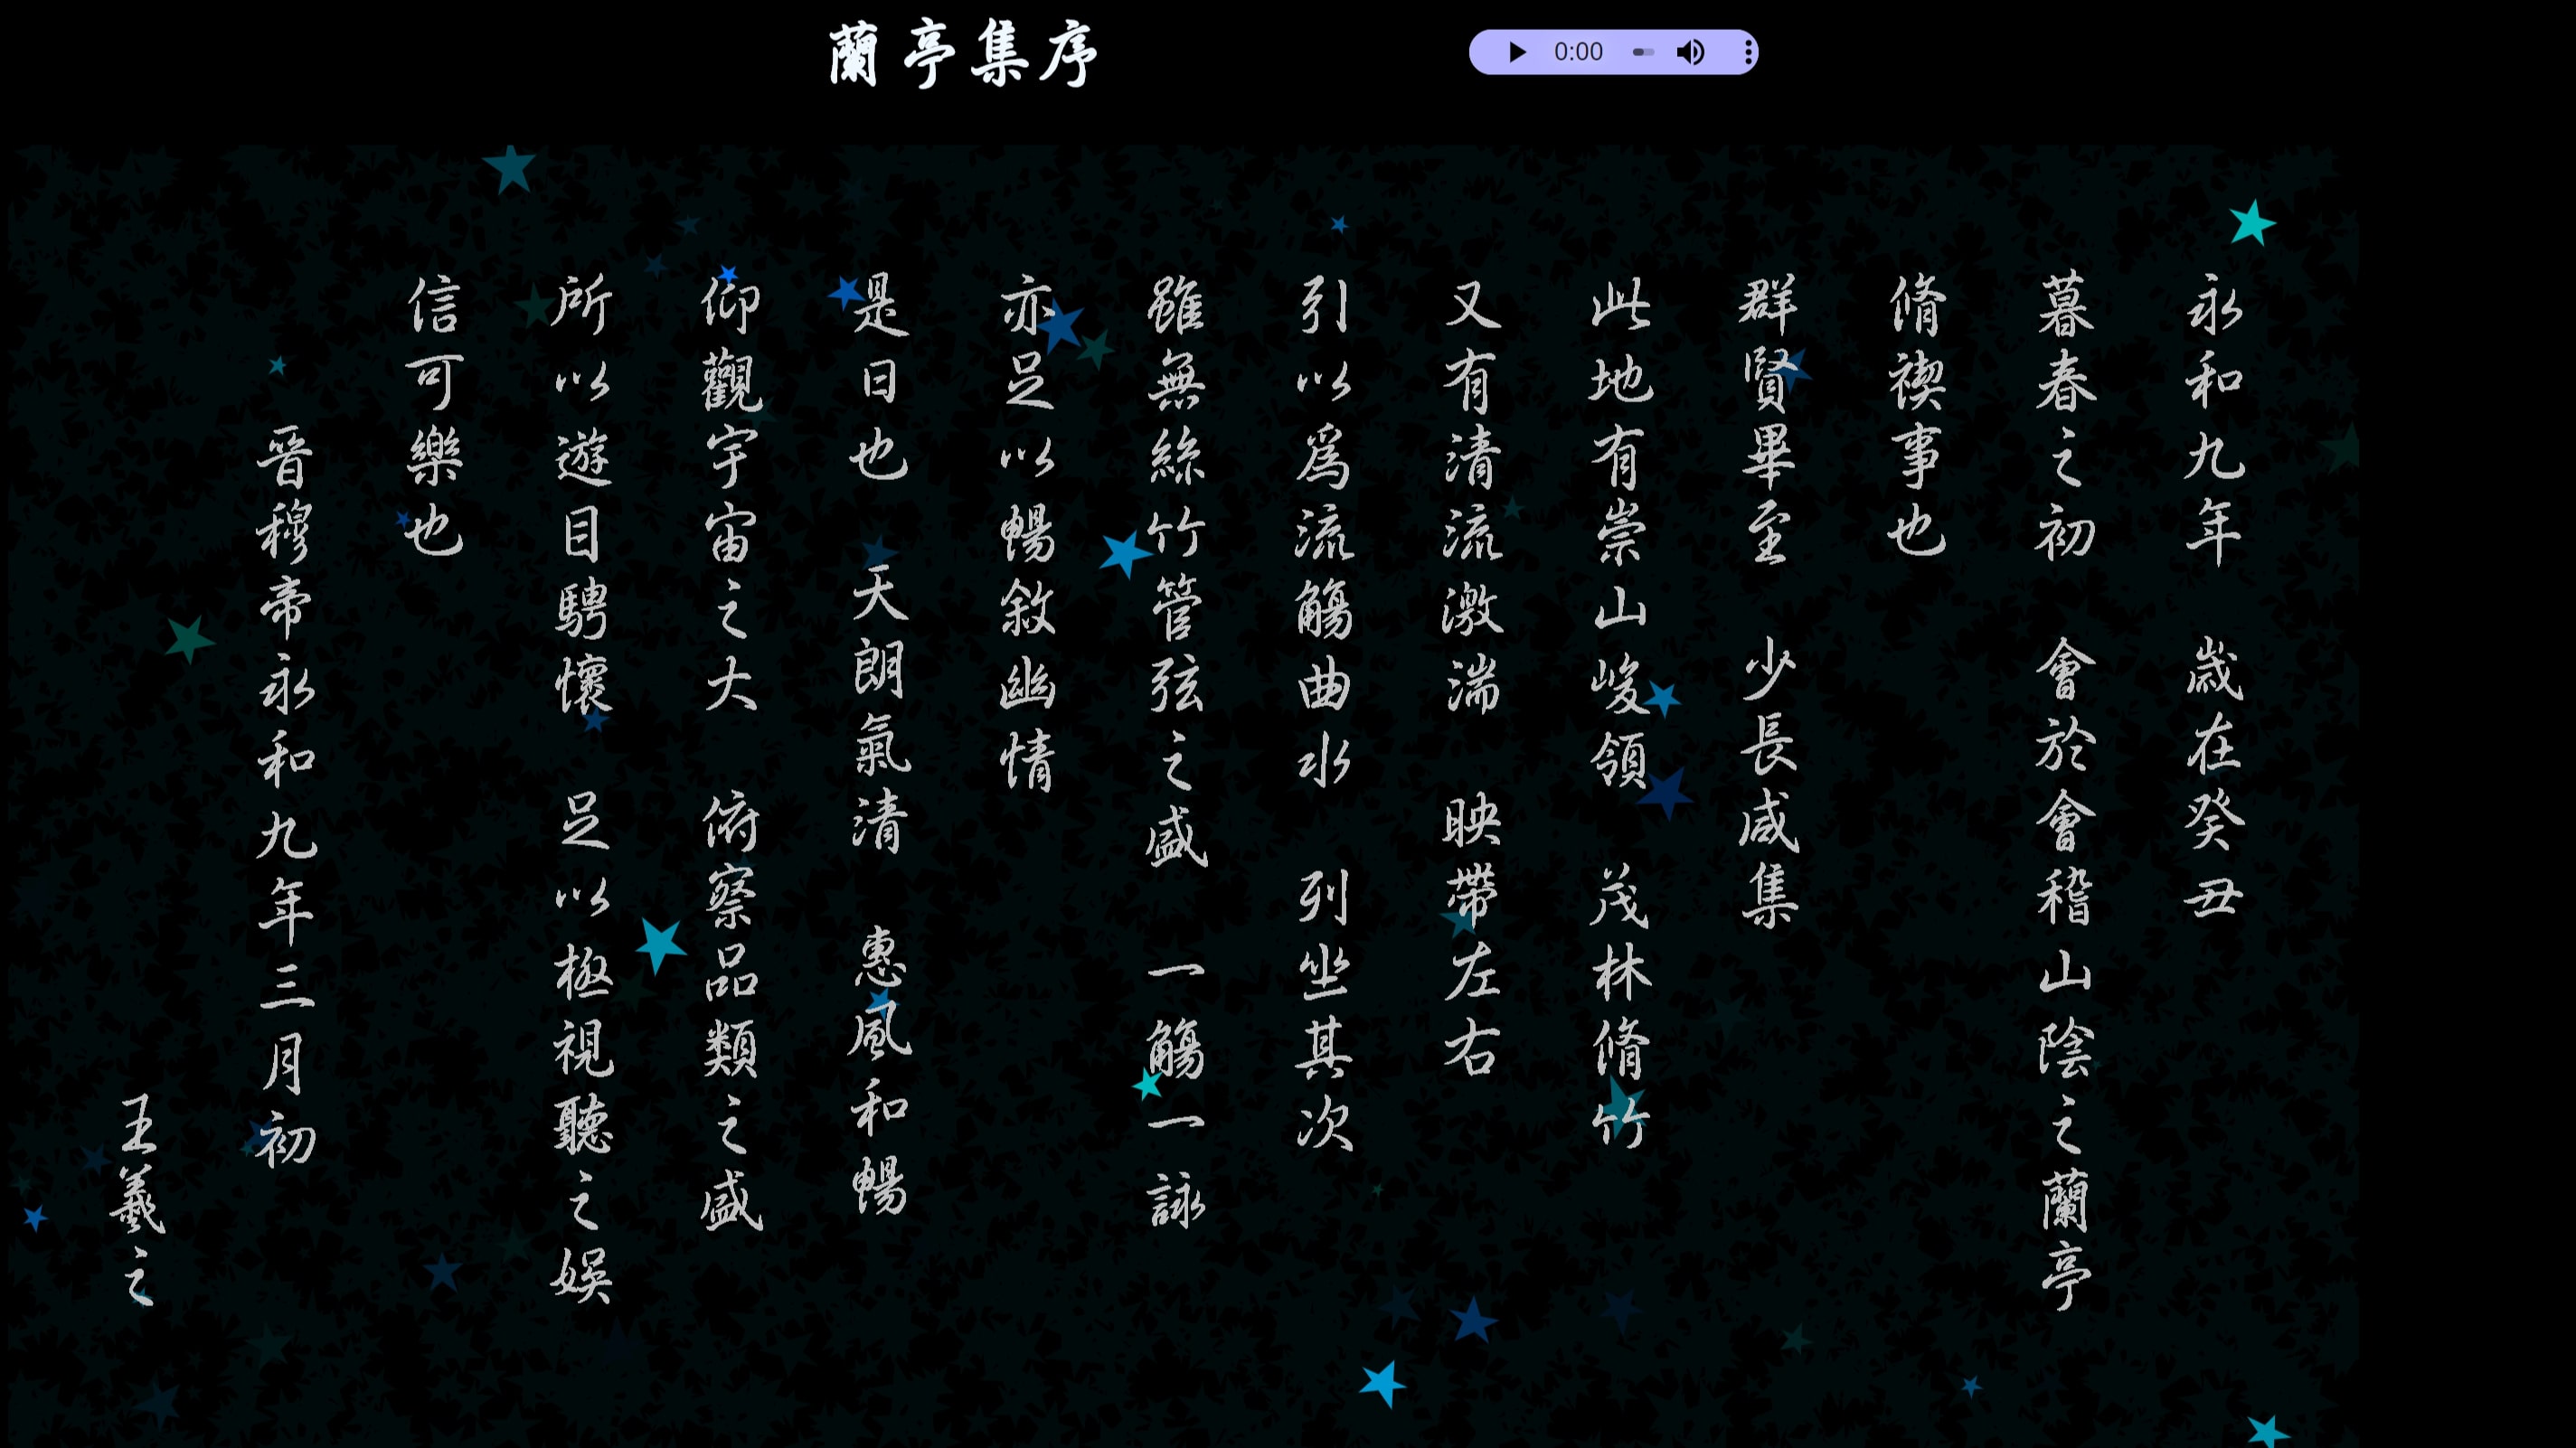 蘭亭集序
0:00
永和九年　歲在癸丑
暮春之初　會於會稽山陰之蘭亭
脩禊事也
群賢畢至　少長咸集
此地有崇山峻領　茂林脩竹
又有清流激湍　映帶左右
引以為流觴曲水　列坐其次
雖無絲竹管弦之盛　一觴一詠
亦足以暢敘幽情
是日也　天朗氣清　惠風和暢
仰觀宇宙之大　俯察品類之盛
所以遊目騁懷　足以極視聽之娛
信可樂也
晉穆帝永和九年三月初
王羲之